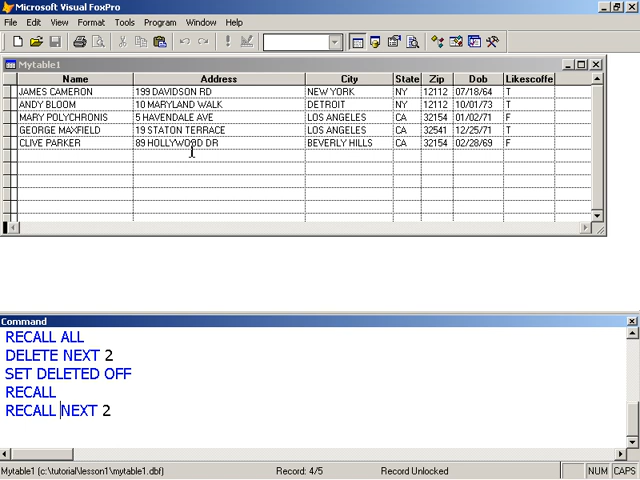 Microsoft Visual FoxPro
File Edit View Format Tools Program Window Help
Mytable1
Name Address City State Zip Dob Likescoffe
JAMES CAMERON 199 DAVIDSON RD NEW YORK NY 12112 07/18/64 T
ANDY BLOOM 10 MARYLAND WALK DETROIT NY 12112 10/01/73 T
MARY POLYCHRONIS 5 HAVENDALE AVE LOS ANGELES CA 32154 01/02/71 F
GEORGE MAXFIELD 19 STATON TERRACE LOS ANGELES CA 32541 12/25/71 T
CLIVE PARKER 89 HOLLYWOOD DR BEVERLY HILLS CA 32154 02/28/69 F
Command
RECALL ALL
DELETE NEXT 2
SET DELETED OFF
RECALL
RECALL NEXT 2
Mytable1 (c:\tutorial\lesson1\mytable1.dbf) Record: 4/5 Record Unlocked NUM CAPS